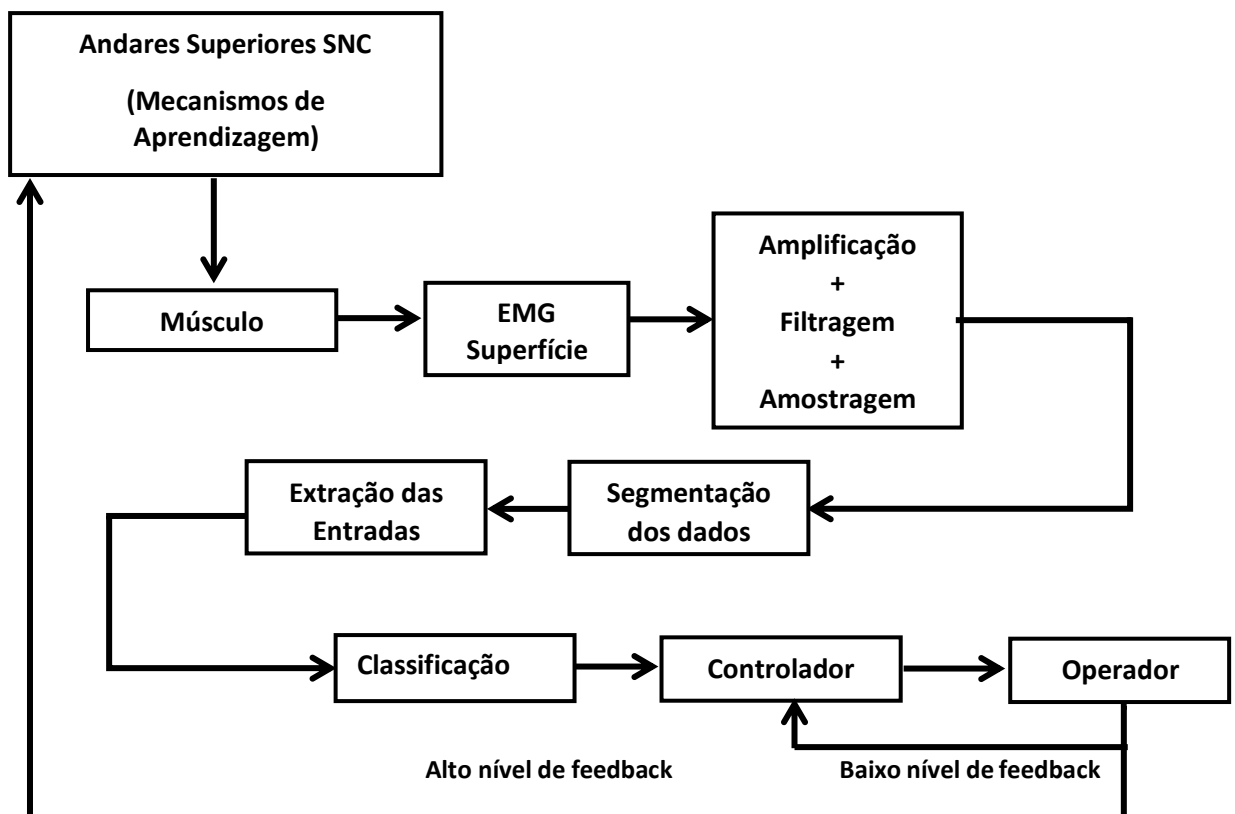 Andares Superiores SNC
(Mecanismos de
Aprendizagem)
Músculo
EMG
Superfície
Amplificação
+
Filtragem
+
Amostragem
Segmentação
dos dados
Extração das
Entradas
Classificação
Controlador
Operador
Alto nível de feedback
Baixo nível de feedback